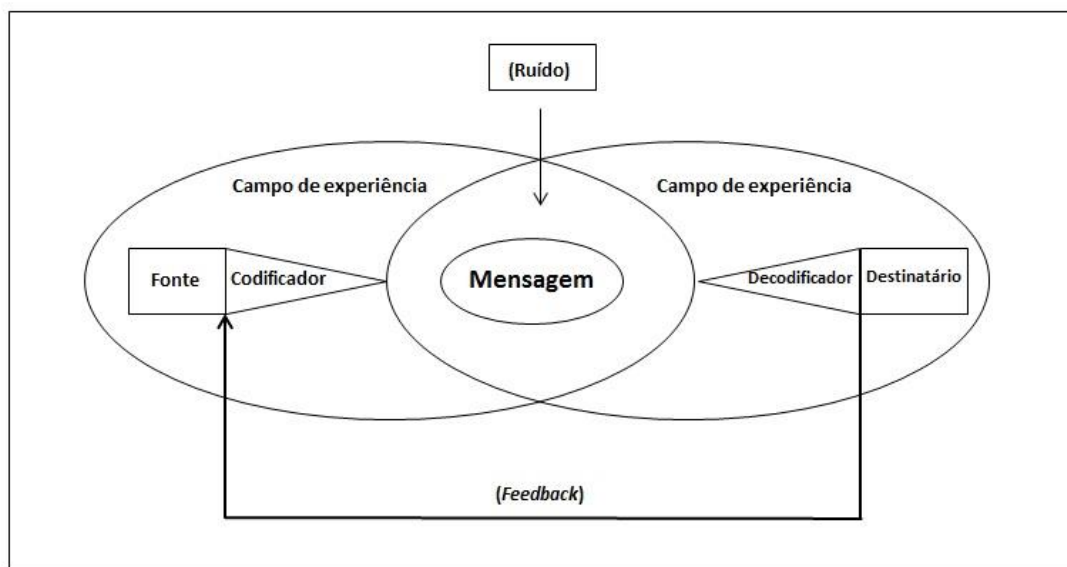 (Ruído)
Campo de experiência
Campo de experiência
Fonte
Codificador
Mensagem
Decodificador
Destinatário
(Feedback)